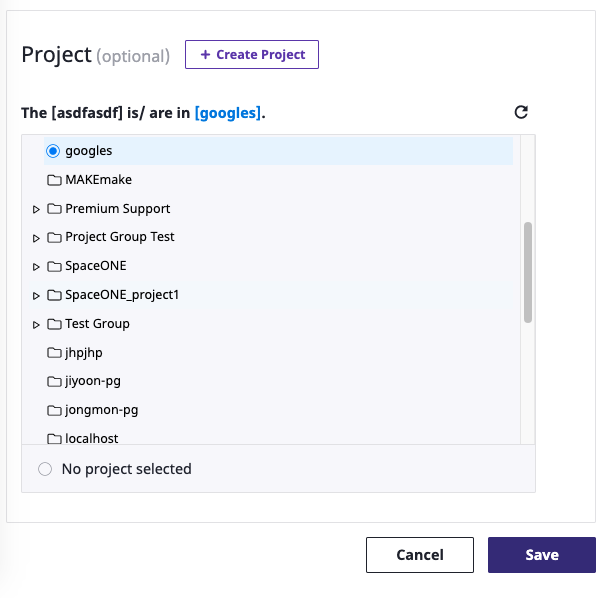 Project (optional) + Create Project
The [asdfasdf] is/ are in [googles].
googles
MAKEmake
Premium Support
Project Group Test
SpaceONE
SpaceONE_project1
Test Group
jhpjhp
jiyoon-pg
jongmon-pg
localhost
No project selected
Cancel Save